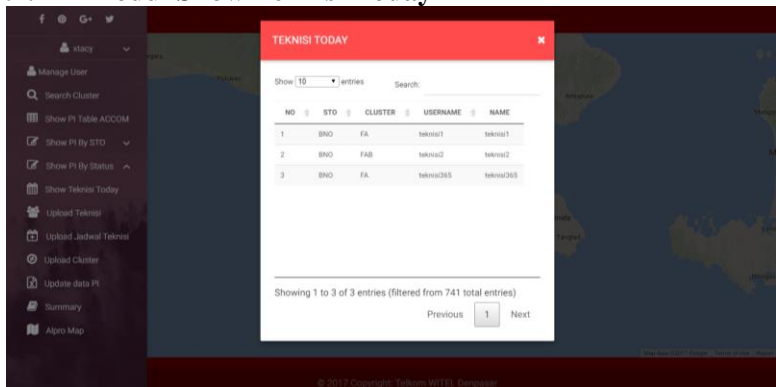 f G+
xtacy
Manage User
Search Cluster
Show PI Table ACCOM
Show PI By STO
Show PI By Status
Show Teknisi Today
Upload Teknisi
Upload Jadwal Teknisi
Upload Cluster
Update data PI
Summary
Alpro Map
TEKNISI TODAY ×
Show 10 entries Search:
NO STO CLUSTER USERNAME NAME
1 BNO FA teknisi1 teknisi1
2 BNO FAB teknisi2 teknisi2
3 BNO FA teknisi365 teknisi365
Showing 1 to 3 of 3 entries (filtered from 741 total entries)
Previous 1 Next
© 2017 Copyright: Telkom WITEL Denpasar